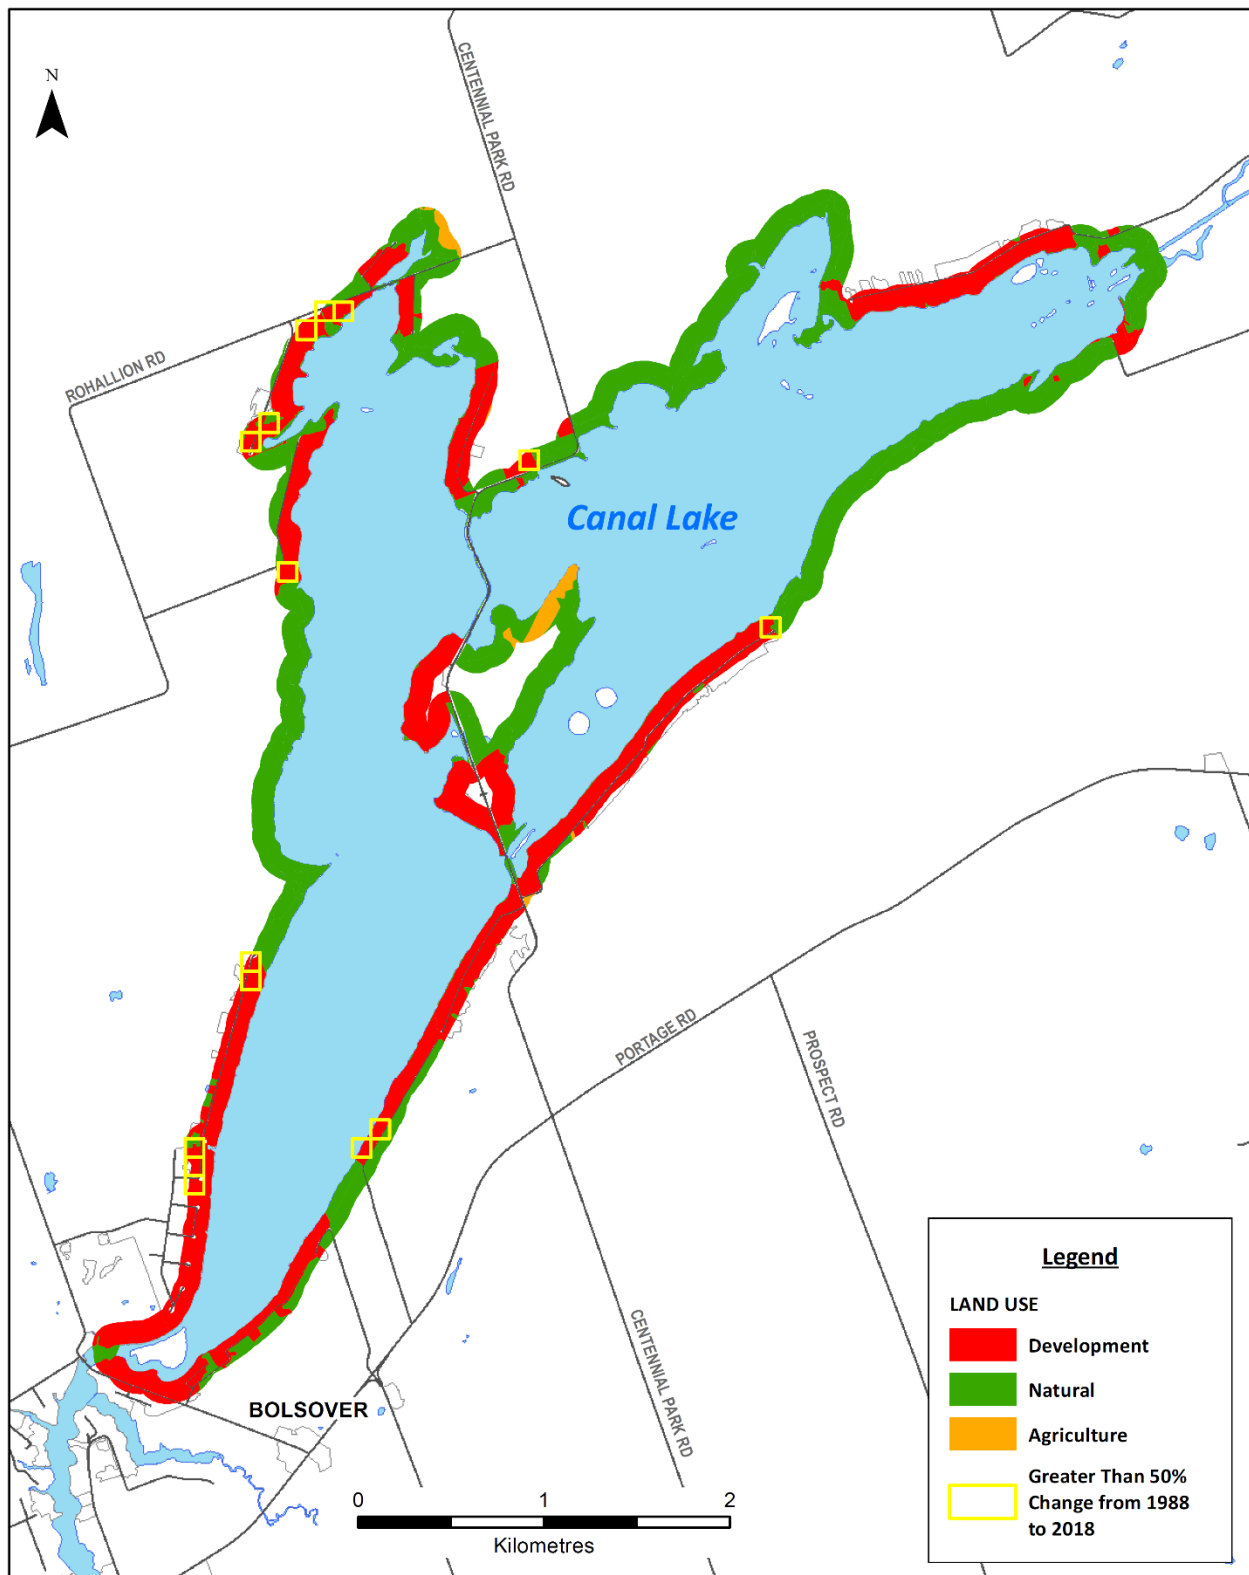 N
CENTENNIAL PARK RD
ROHALLION RD
Canal Lake
PORTAGE RD
PROSPECT RD
CENTENNIAL PARK RD
BOLSOVER
0 1 2
Kilometres
Legend
LAND USE
Development
Natural
Agriculture
Greater Than 50%
Change from 1988
to 2018